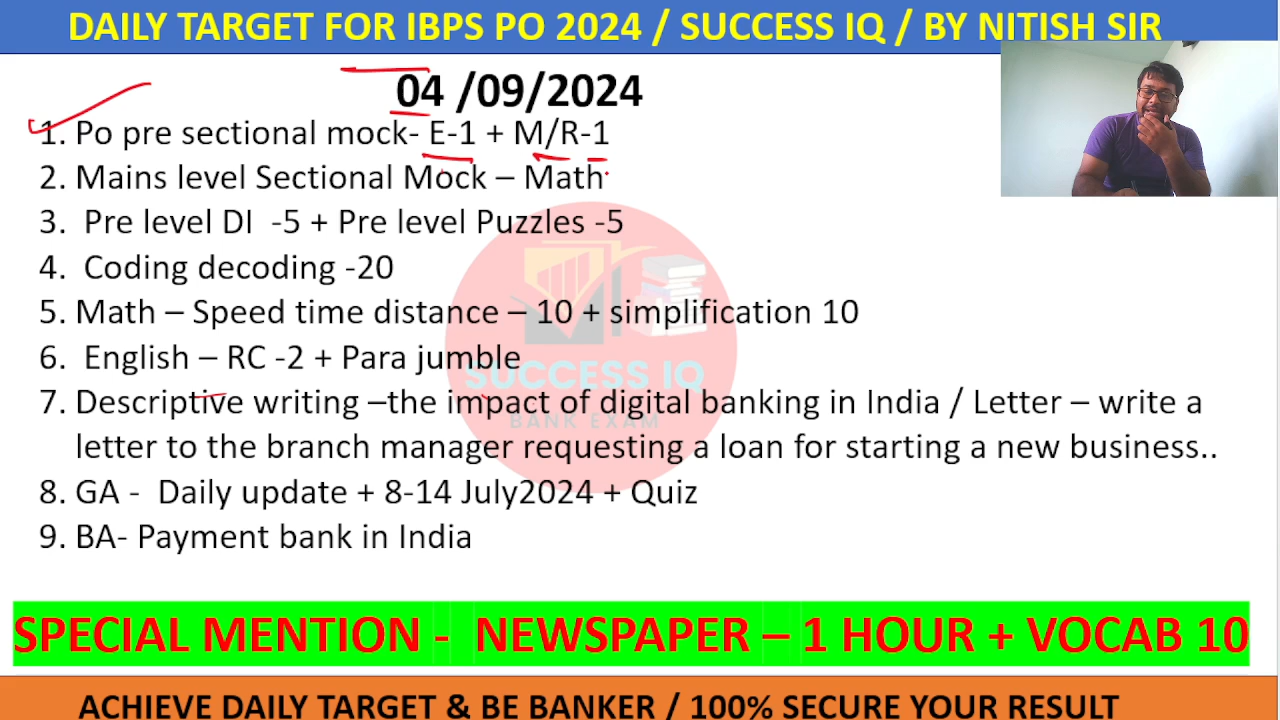 DAILY TARGET FOR IBPS PO 2024 / SUCCESS IQ / BY NITISH SIR
04 /09/2024
1. Po pre sectional mock- E-1 + M/R-1
2. Mains level Sectional Mock – Math
3. Pre level DI -5 + Pre level Puzzles -5
4. Coding decoding -20
5. Math – Speed time distance – 10 + simplification 10
6. English – RC -2 + Para jumble
SUCCESS IQ
7. Descriptive writing –the impact of digital banking in India / Letter – write a
BANK EXAM
letter to the branch manager requesting a loan for starting a new business..
8. GA - Daily update + 8-14 July2024 + Quiz
9. BA- Payment bank in India
SPECIAL MENTION - NEWSPAPER – 1 HOUR + VOCAB 10
ACHIEVE DAILY TARGET & BE BANKER / 100% SECURE YOUR RESULT